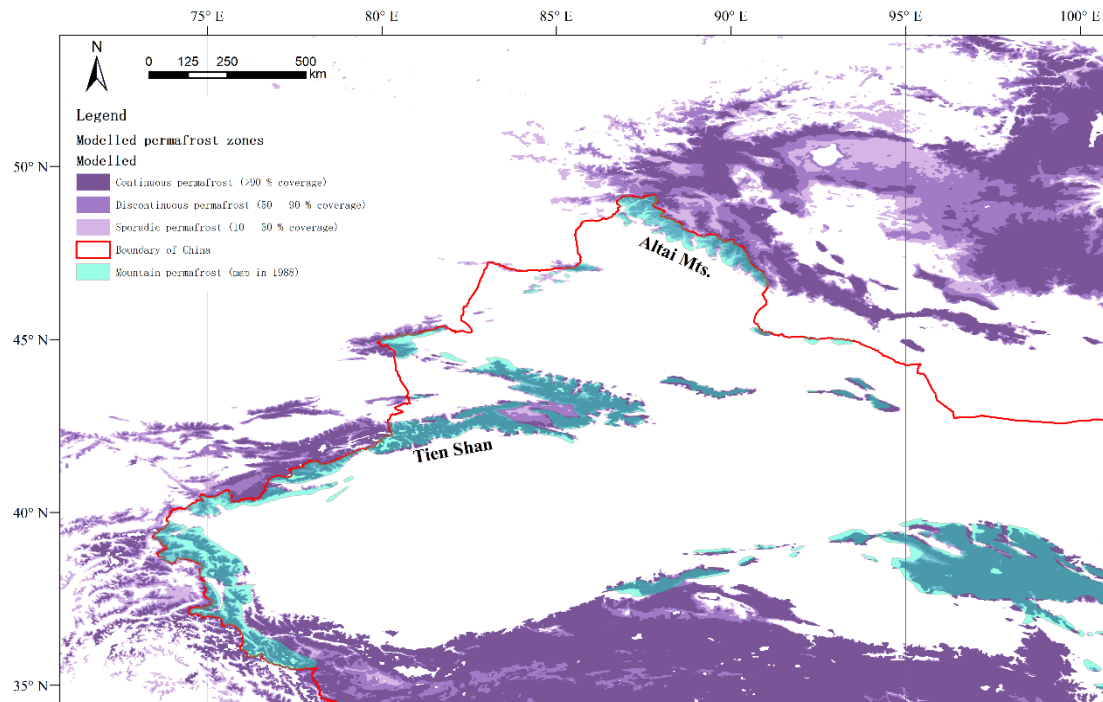 75° E 80° E 85° E 90° E 95° E 100° E
N
0 125 250 500
km
Legend
Modelled permafrost zones
Modelled
Continuous permafrost (>90 % coverage)
Discontinuous permafrost (50 – 90 % coverage)
Sporadic permafrost (10 – 50 % coverage)
Boundary of China
Mountain permafrost (map in 1988)
50° N
45° N
40° N
35° N
Altai Mts.
Tien Shan